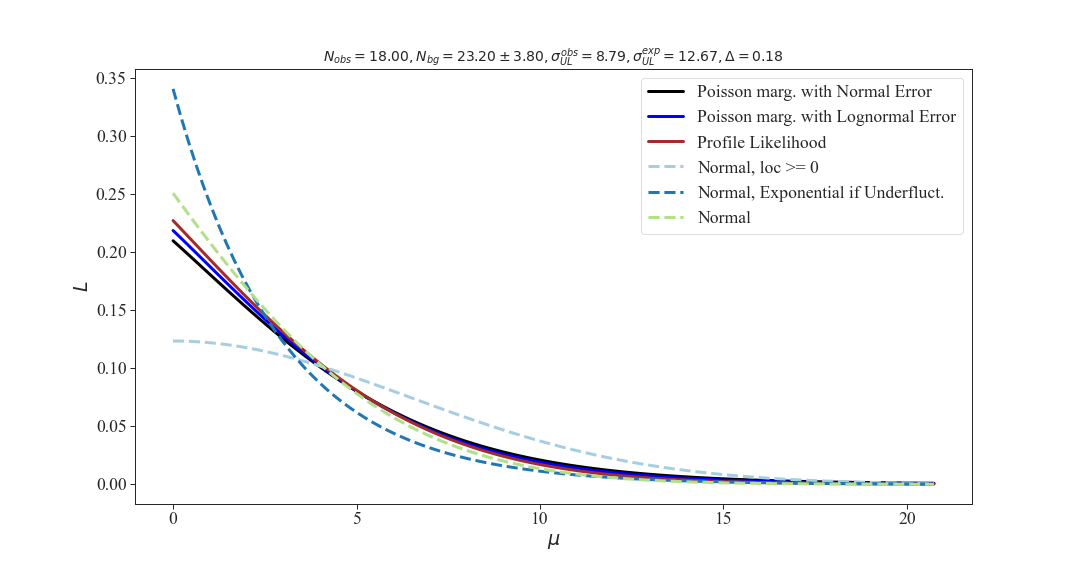 N_obs = 18.00, N_bg = 23.20 ± 3.80, σ_UL^obs = 8.79, σ_UL^exp = 12.67, Δ = 0.18
0.35
0.30
0.25
0.20
0.15
0.10
0.05
0.00
L
Poisson marg. with Normal Error
Poisson marg. with Lognormal Error
Profile Likelihood
Normal, loc >= 0
Normal, Exponential if Underfluct.
Normal
0 5 10 15 20
μ